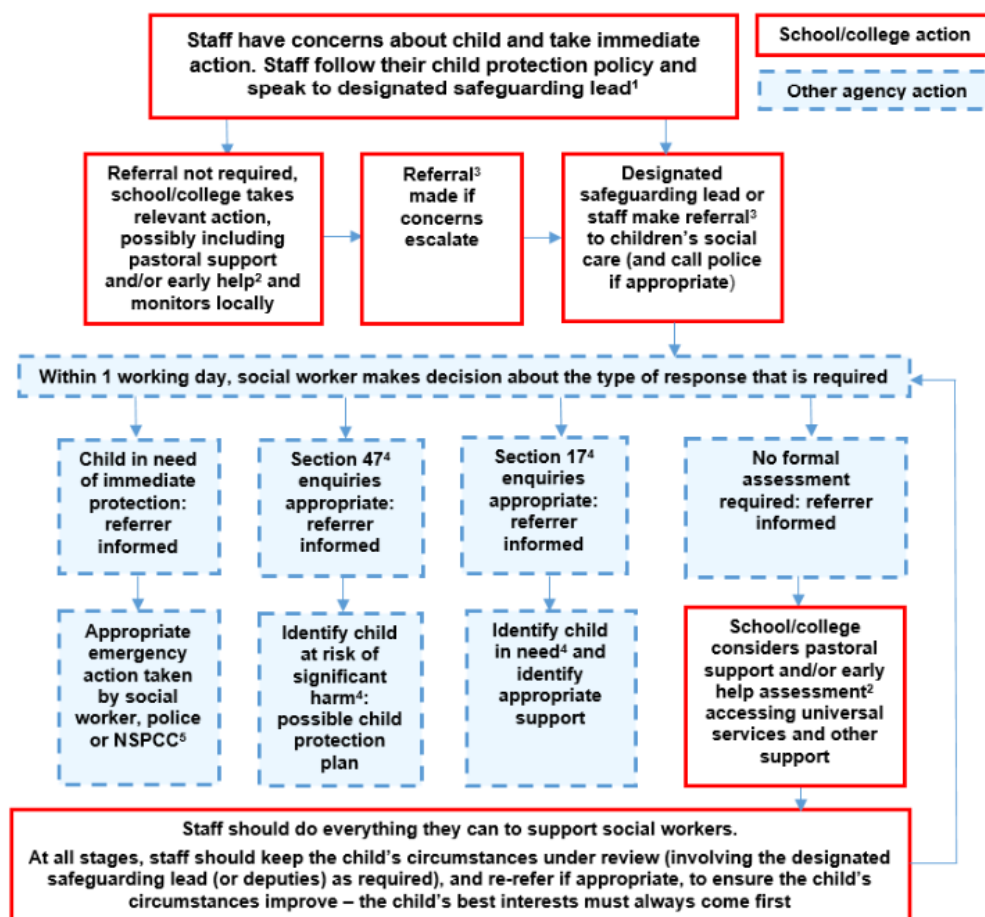 Staff have concerns about child and take immediate
action. Staff follow their child protection policy and
speak to designated safeguarding lead¹
School/college action
Other agency action
Referral not required,
school/college takes
relevant action,
possibly including
pastoral support
and/or early help² and
monitors locally
Referral³
made if
concerns
escalate
Designated
safeguarding lead or
staff make referral³
to children's social
care (and call police
if appropriate)
Within 1 working day, social worker makes decision about the type of response that is required
Child in need
of immediate
protection:
referrer
informed
Section 47⁴
enquiries
appropriate:
referrer
informed
Section 17⁴
enquiries
appropriate:
referrer
informed
No formal
assessment
required: referrer
informed
Appropriate
emergency
action taken
by social
worker, police
or NSPCC⁵
Identify child
at risk of
significant
harm⁴:
possible child
protection
plan
Identify child
in need⁴ and
identify
appropriate
support
School/college
considers pastoral
support and/or early
help assessment²
accessing universal
services and other
support
Staff should do everything they can to support social workers.
At all stages, staff should keep the child's circumstances under review (involving the designated
safeguarding lead (or deputies) as required), and re-refer if appropriate, to ensure the child's
circumstances improve – the child's best interests must always come first